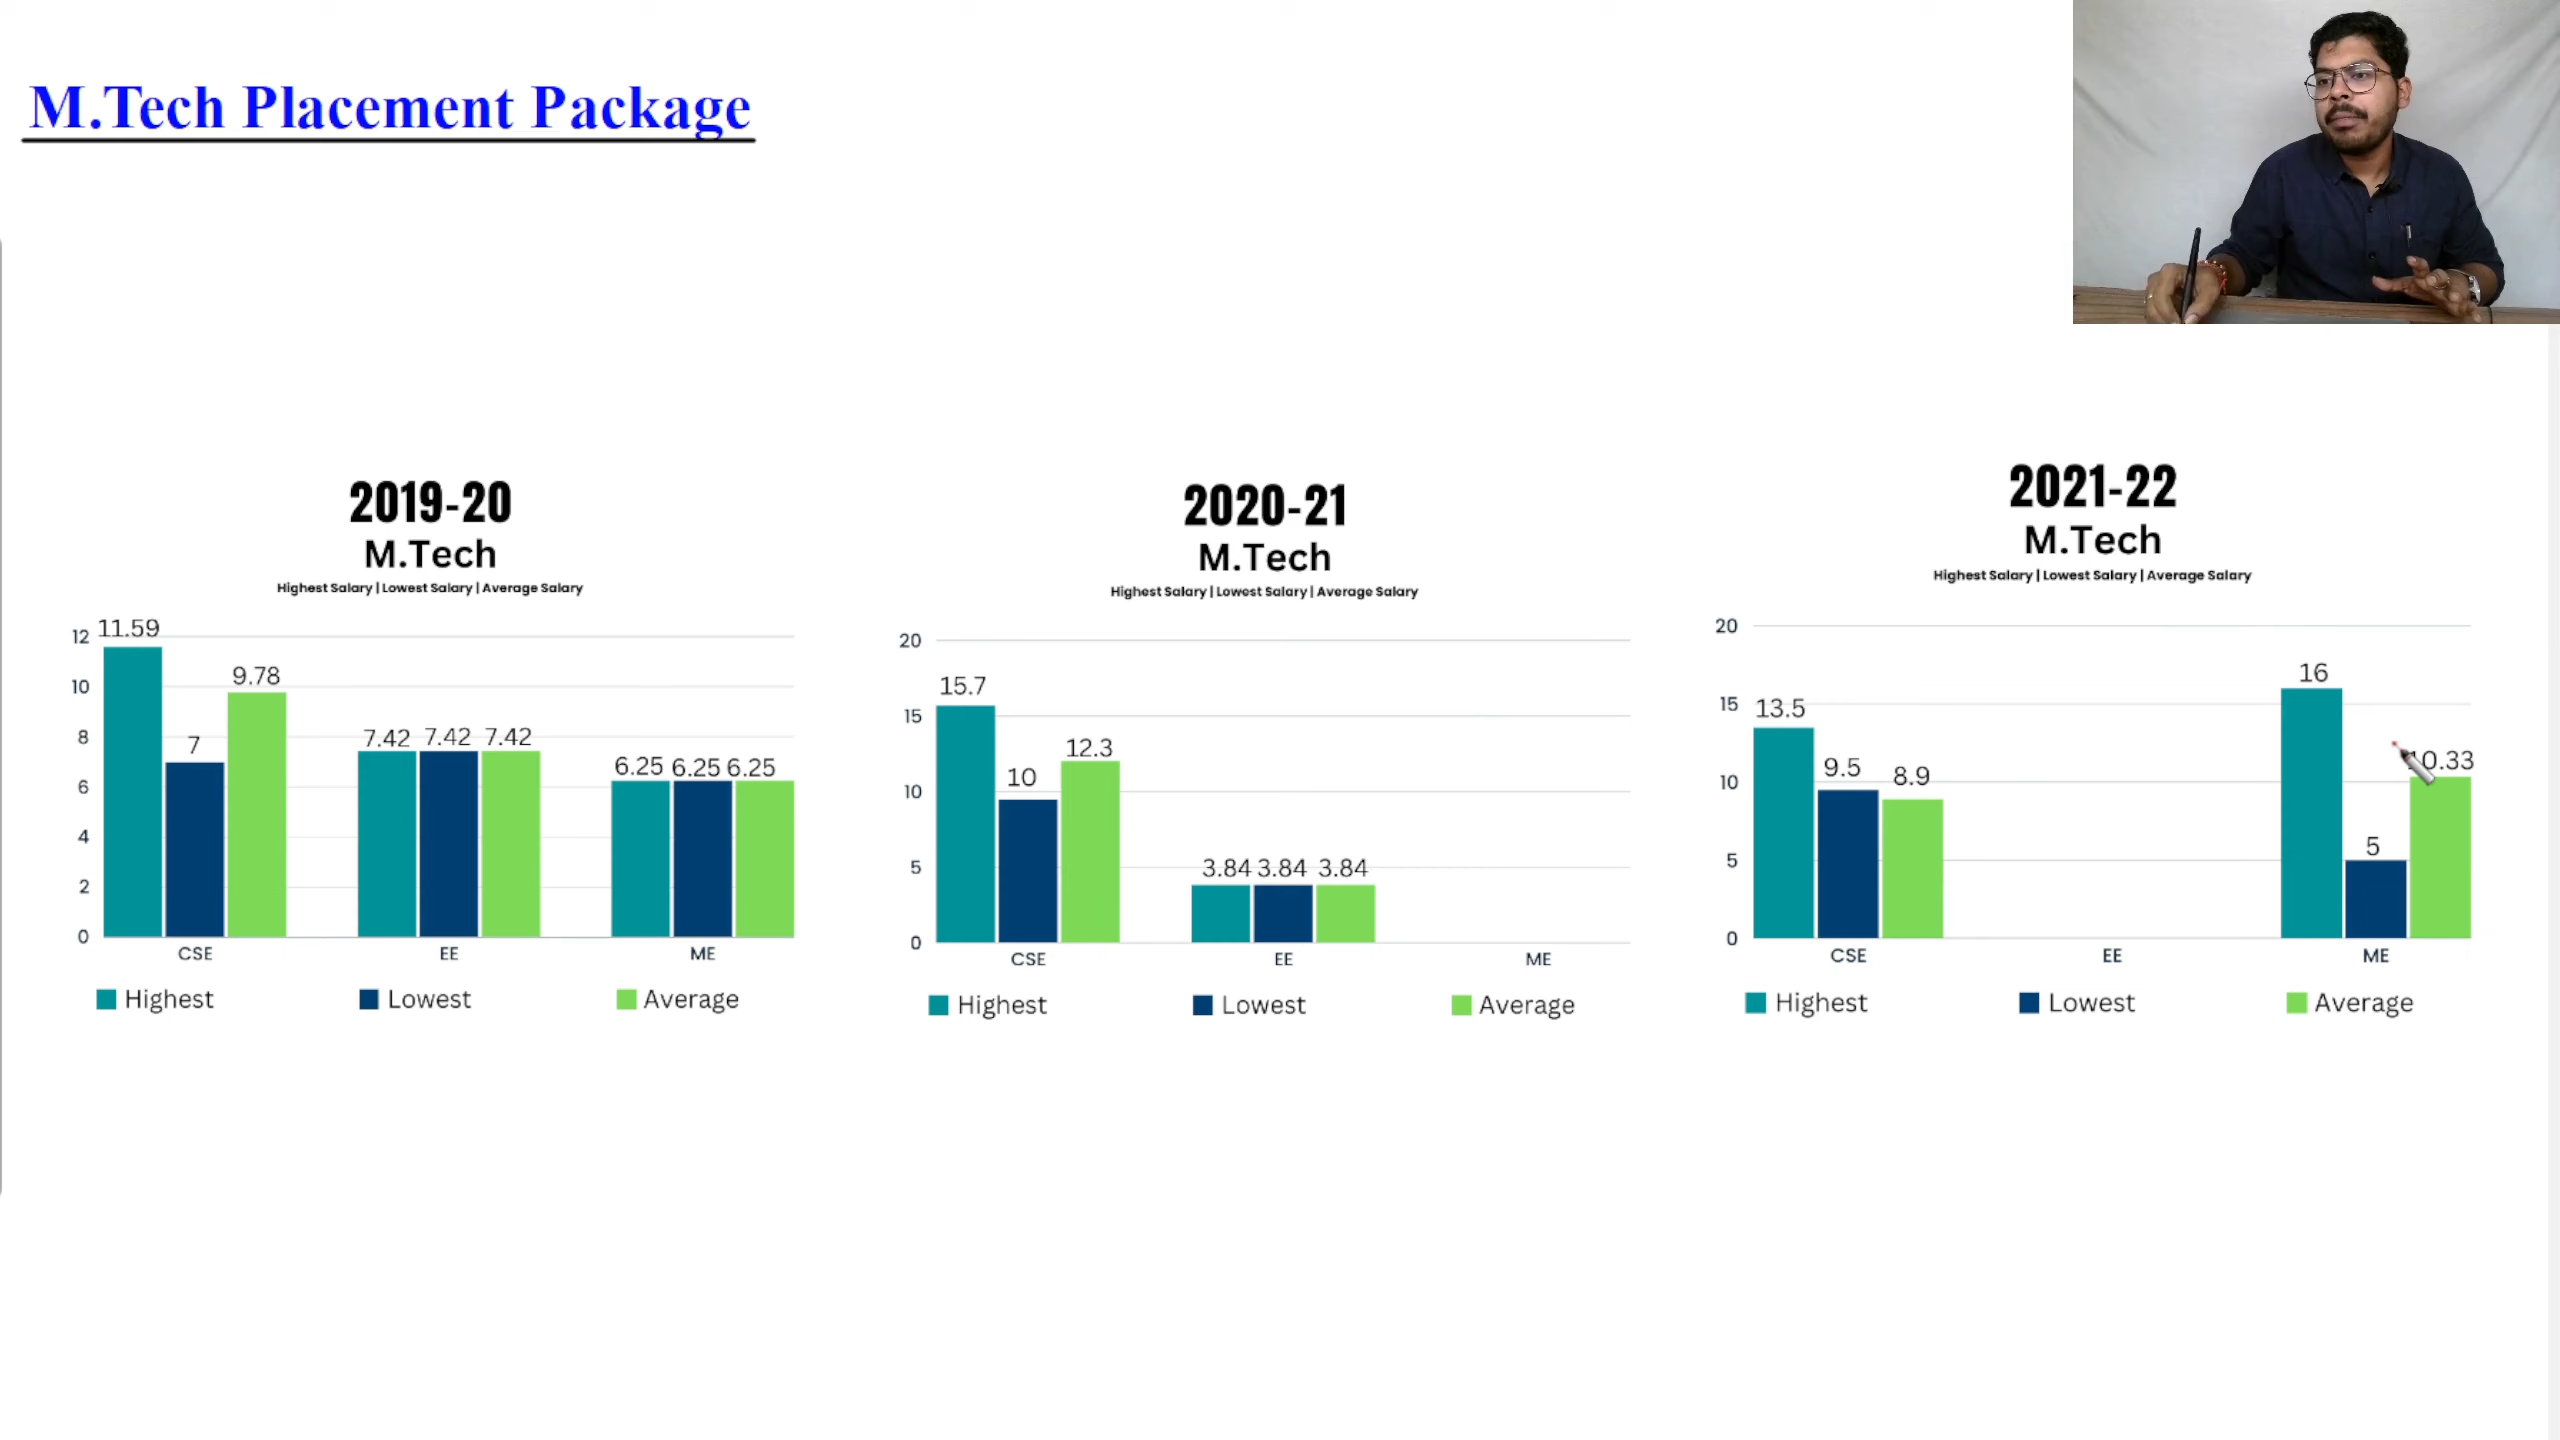 M.Tech Placement Package
2019-20
M.Tech
Highest Salary | Lowest Salary | Average Salary
12
10
8
6
4
2
0
11.59
7
9.78
7.42 7.42 7.42
6.25 6.25 6.25
CSE EE ME
Highest Lowest Average
2020-21
M.Tech
Highest Salary | Lowest Salary | Average Salary
20
15
10
5
0
15.7
10
12.3
3.84 3.84 3.84
CSE EE ME
Highest Lowest Average
2021-22
M.Tech
Highest Salary | Lowest Salary | Average Salary
20
15
10
5
0
13.5
9.5
8.9
16
5
CSE EE ME
Highest Lowest Average